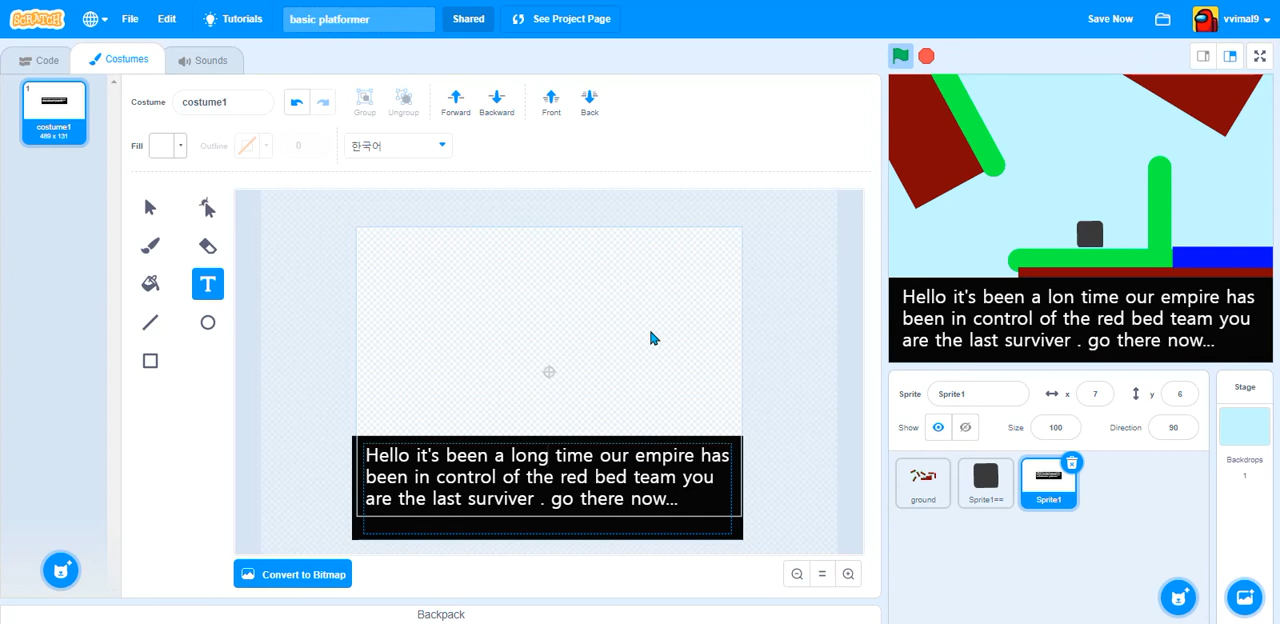 SCRATCH
File
Edit
Tutorials
basic platformer
Shared
See Project Page
Save Now
vvimal9
Code
Costumes
Sounds
1
costume1
489 x 131
Costume
costume1
Group
Ungroup
Forward
Backward
Front
Back
Fill
Outline
0
한국어
T
Hello it's been a long time our empire has
been in control of the red bed team you
are the last surviver . go there now...
Convert to Bitmap
Backpack
Hello it's been a lon time our empire has
been in control of the red bed team you
are the last surviver . go there now...
Sprite
Sprite1
x
7
y
6
Show
Size
100
Direction
90
ground
Sprite1==
Sprite1
Stage
Backdrops
1